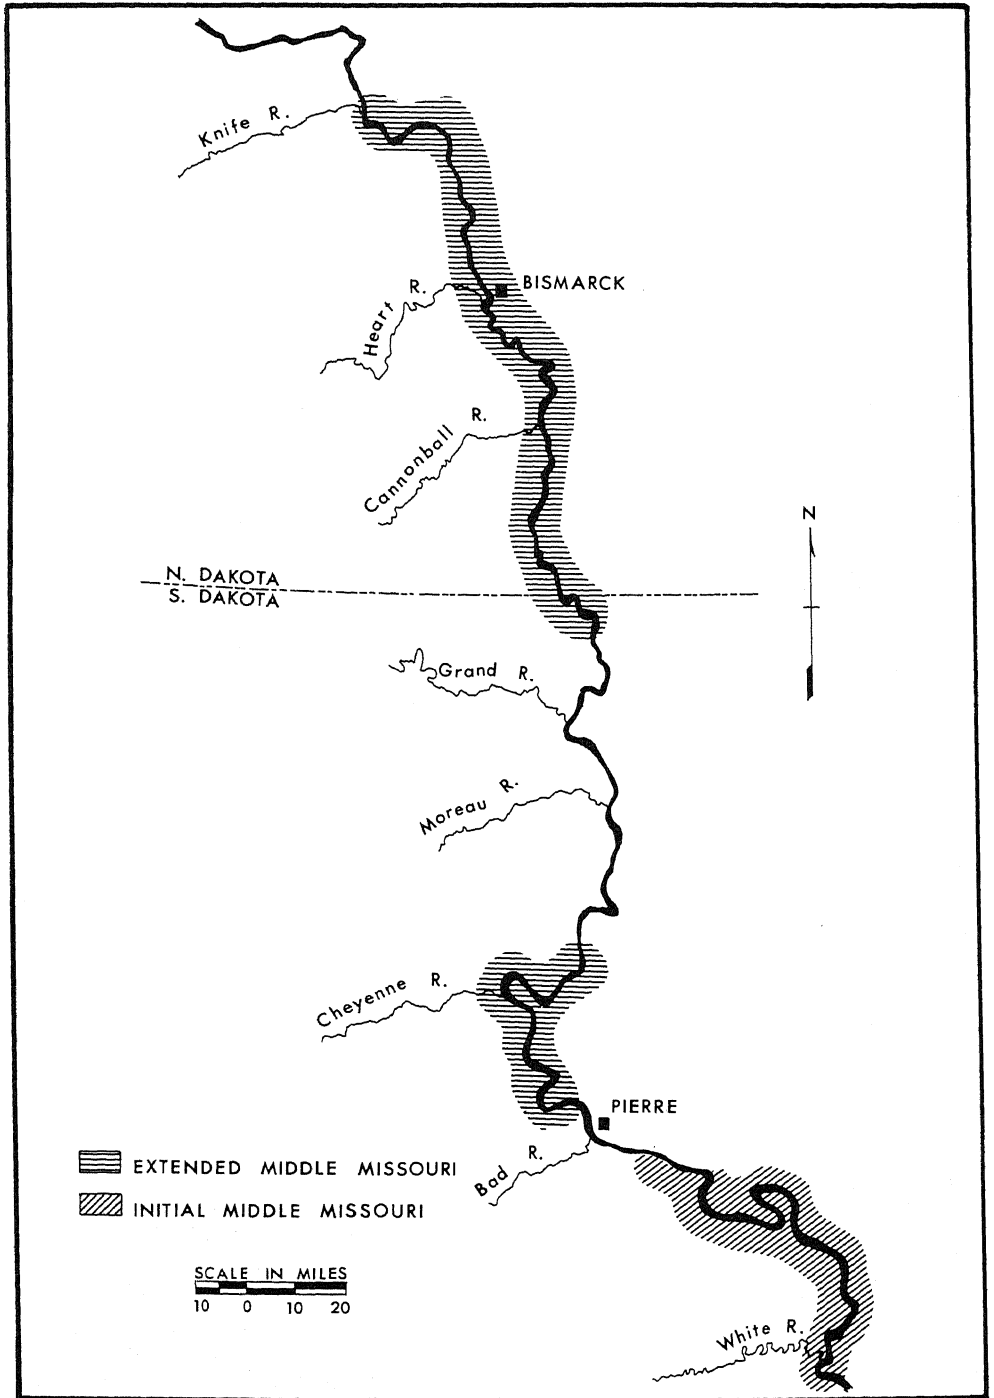 Knife R.
BISMARCK
Heart R.
Cannonball R.
N
N. DAKOTA
S. DAKOTA
Grand R.
Moreau R.
Cheyenne R.
PIERRE
Bad R.
EXTENDED MIDDLE MISSOURI
INITIAL MIDDLE MISSOURI
SCALE IN MILES
10 0 10 20
White R.